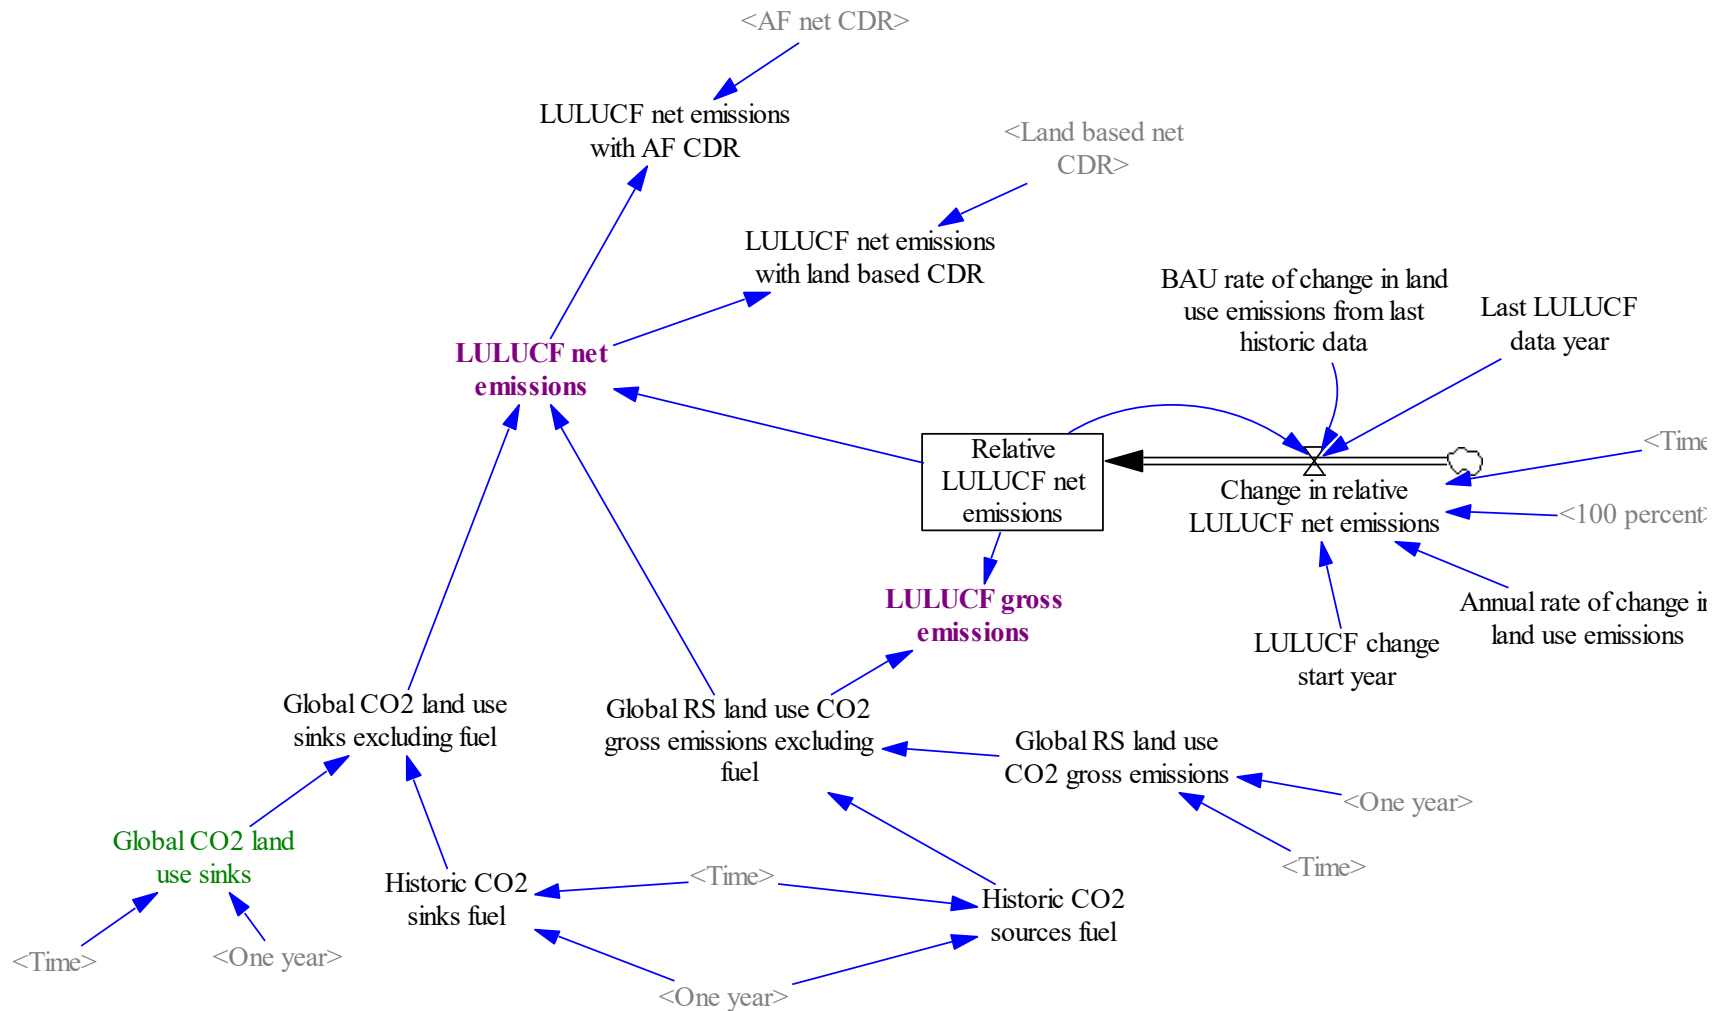 <AF net CDR>
LULUCF net emissions
with AF CDR
<Land based net
CDR>
LULUCF net emissions
with land based CDR
BAU rate of change in land
use emissions from last
historic data
Last LULUCF
data year
LULUCF net
emissions
<Time
Relative
LULUCF net
emissions
Change in relative
LULUCF net emissions
<100 percent>
LULUCF gross
emissions
Annual rate of change in
land use emissions
LULUCF change
start year
Global CO2 land use
sinks excluding fuel
Global RS land use CO2
gross emissions excluding
fuel
Global RS land use
CO2 gross emissions
<One year>
<Time>
Global CO2 land
use sinks
Historic CO2
sinks fuel
<Time>
Historic CO2
sources fuel
<Time>
<One year>
<One year>